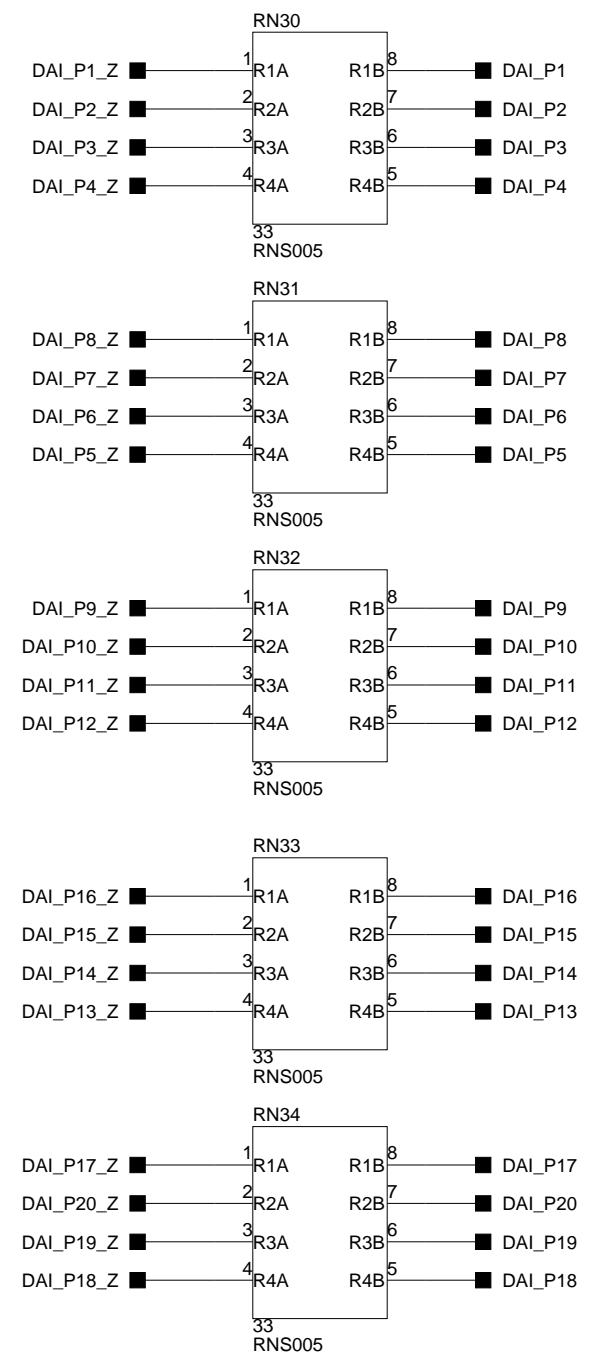 RN30
DAI_P1_Z 1 R1A R1B 8 DAI_P1
DAI_P2_Z 2 R2A R2B 7 DAI_P2
DAI_P3_Z 3 R3A R3B 6 DAI_P3
DAI_P4_Z 4 R4A R4B 5 DAI_P4
33
RNS005
RN31
DAI_P8_Z 1 R1A R1B 8 DAI_P8
DAI_P7_Z 2 R2A R2B 7 DAI_P7
DAI_P6_Z 3 R3A R3B 6 DAI_P6
DAI_P5_Z 4 R4A R4B 5 DAI_P5
33
RNS005
RN32
DAI_P9_Z 1 R1A R1B 8 DAI_P9
DAI_P10_Z 2 R2A R2B 7 DAI_P10
DAI_P11_Z 3 R3A R3B 6 DAI_P11
DAI_P12_Z 4 R4A R4B 5 DAI_P12
33
RNS005
RN33
DAI_P16_Z 1 R1A R1B 8 DAI_P16
DAI_P15_Z 2 R2A R2B 7 DAI_P15
DAI_P14_Z 3 R3A R3B 6 DAI_P14
DAI_P13_Z 4 R4A R4B 5 DAI_P13
33
RNS005
RN34
DAI_P17_Z 1 R1A R1B 8 DAI_P17
DAI_P20_Z 2 R2A R2B 7 DAI_P20
DAI_P19_Z 3 R3A R3B 6 DAI_P19
DAI_P18_Z 4 R4A R4B 5 DAI_P18
33
RNS005